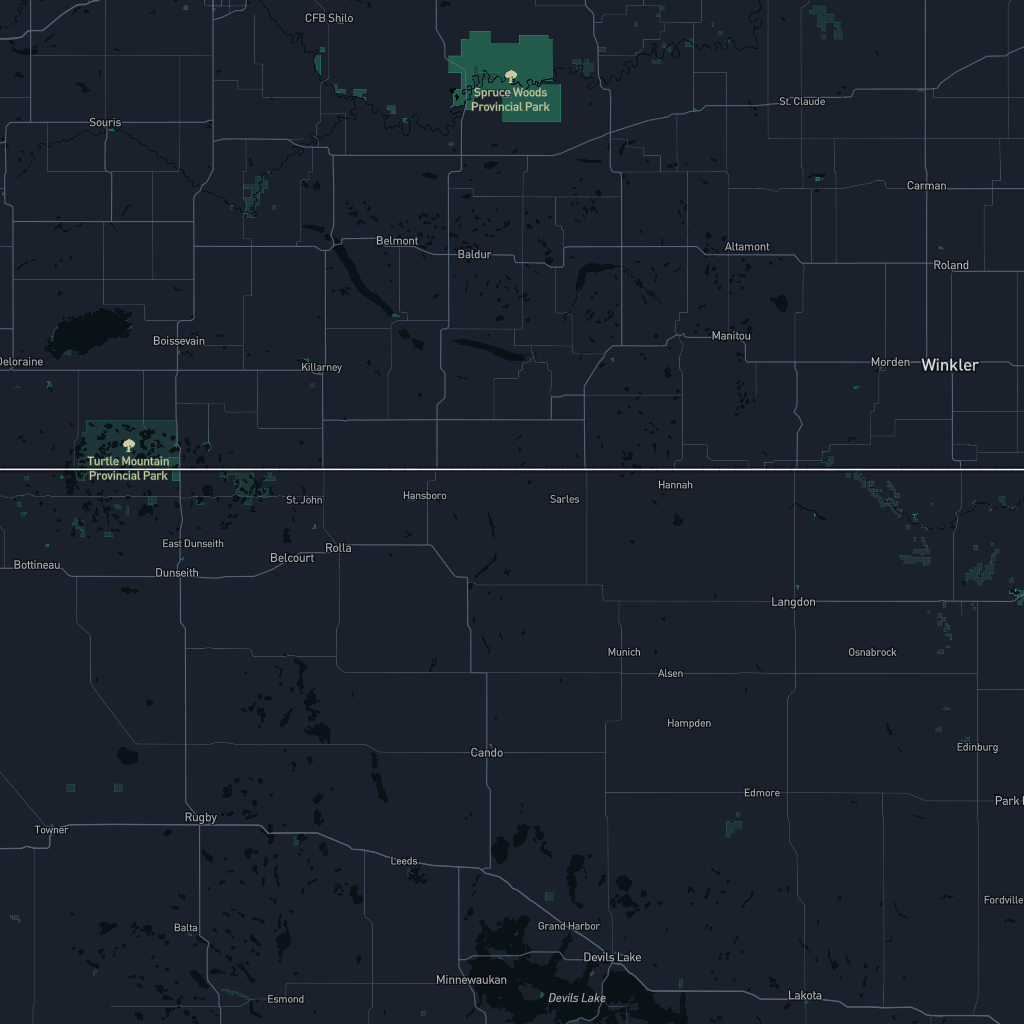 CFB Shilo
Spruce Woods
Provincial Park
St. Claude
Souris
Carman
Belmont
Baldur
Altamont
Roland
Boissevain
Manitou
Deloraine
Killarney
Morden
Winkler
Turtle Mountain
Provincial Park
St. John
Hansboro
Sarles
Hannah
East Dunseith
Rolla
Belcourt
Bottineau
Dunseith
Langdon
Munich
Osnabrock
Alsen
Hampden
Cando
Edinburg
Edmore
Park
Rugby
Towner
Leeds
Fordville
Balta
Grand Harbor
Devils Lake
Minnewaukan
Devils Lake
Lakota
Esmond